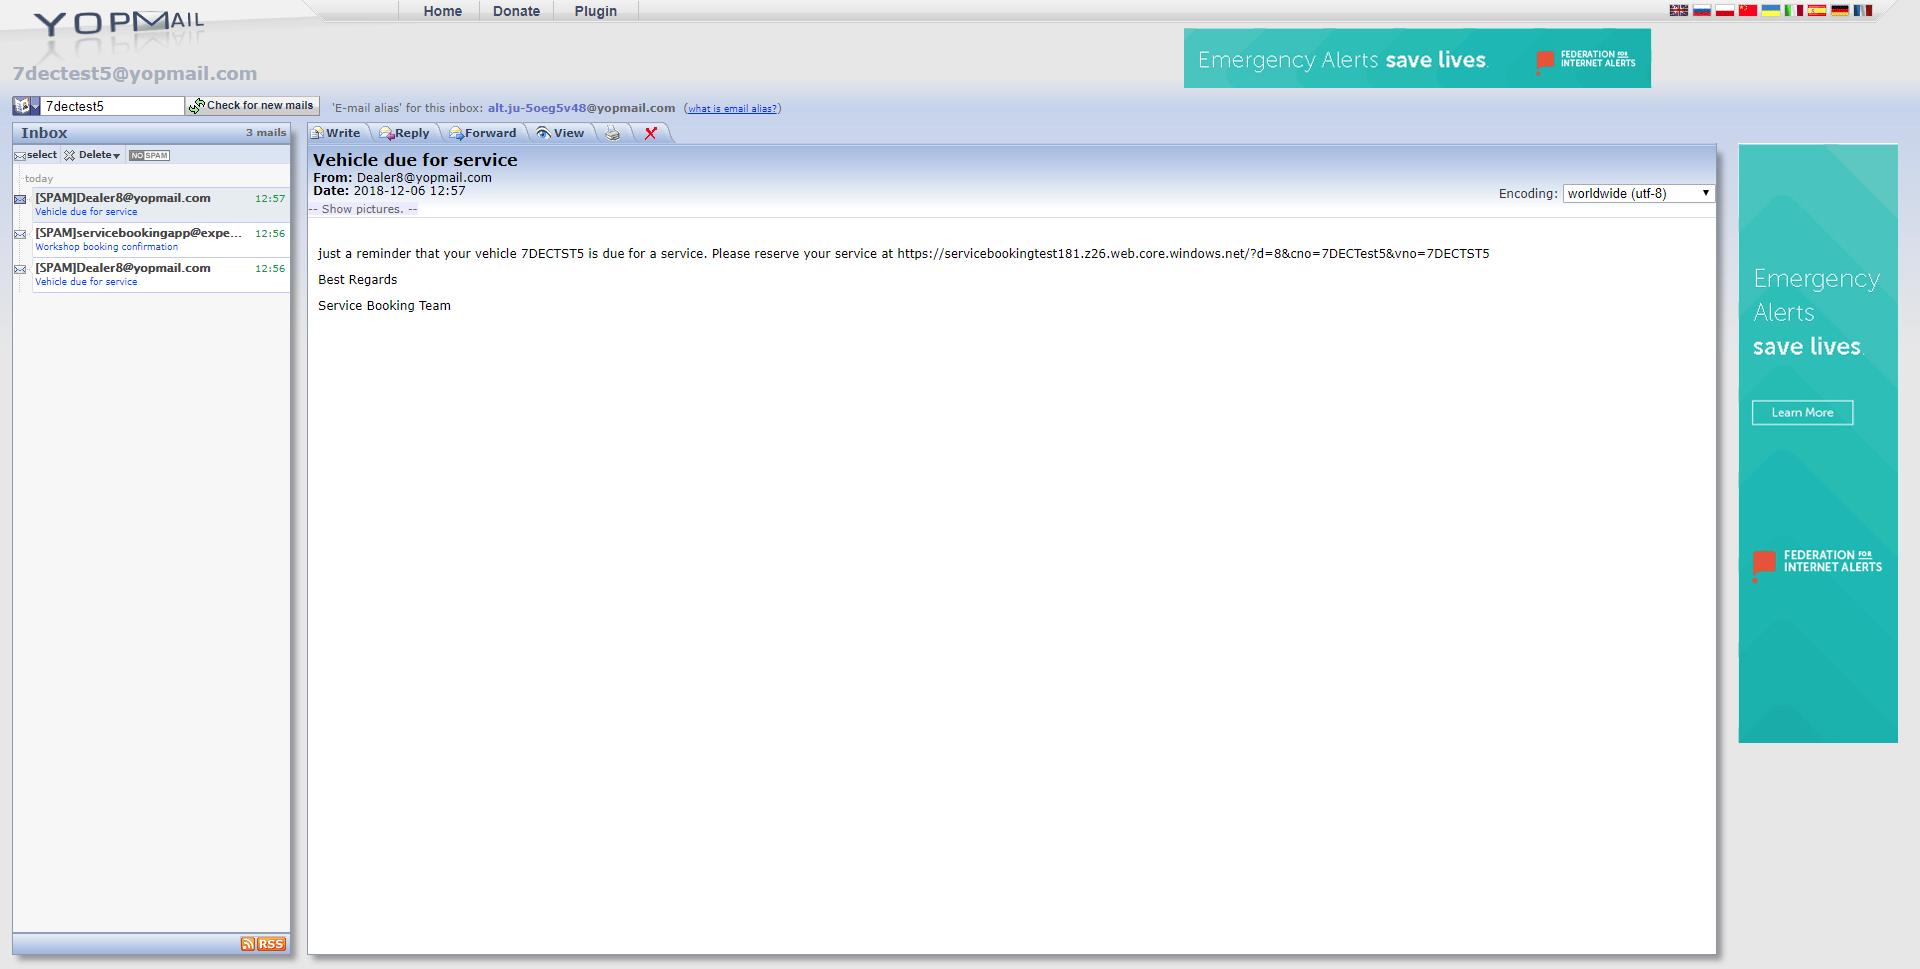 YOPMAIL
Home
Donate
Plugin
7dectest5@yopmail.com
Emergency Alerts save lives.
FEDERATION FOR
INTERNET ALERTS
7dectest5
Check for new mails
'E-mail alias' for this inbox: alt.ju-5oeg5v48@yopmail.com (what is email alias?)
Inbox
3 mails
select
Delete
NO SPAM
today
[SPAM]Dealer8@yopmail.com 12:57
Vehicle due for service
[SPAM]servicebookingapp@expe... 12:56
Workshop booking confirmation
[SPAM]Dealer8@yopmail.com 12:56
Vehicle due for service
RSS
Write
Reply
Forward
View
Vehicle due for service
From: Dealer8@yopmail.com
Date: 2018-12-06 12:57
Encoding: worldwide (utf-8)
-- Show pictures. --
just a reminder that your vehicle 7DECTST5 is due for a service. Please reserve your service at https://servicebookingtest181.z26.web.core.windows.net/?d=8&cno=7DECTest5&vno=7DECTST5
Best Regards
Service Booking Team
Emergency
Alerts
save lives.
Learn More
FEDERATION FOR
INTERNET ALERTS